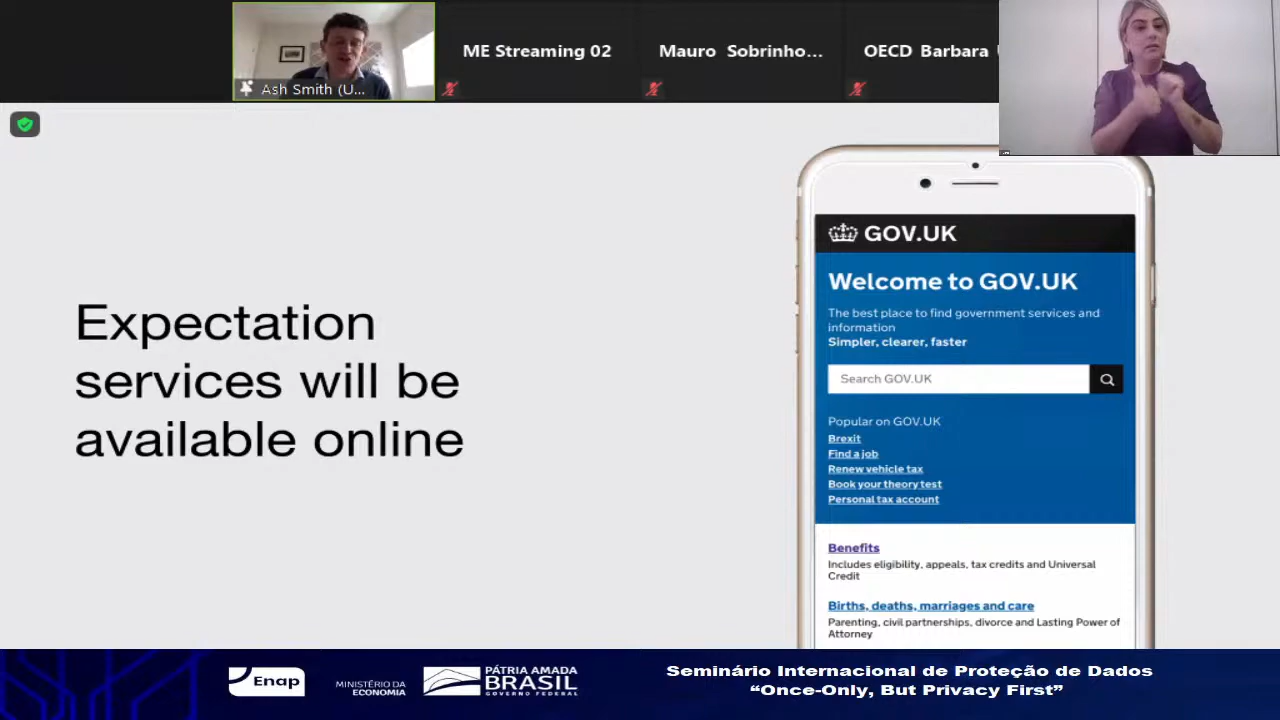 Ash Smith (U...
ME Streaming 02
Mauro Sobrinho...
OECD Barbara
Expectation
services will be
available online
GOV.UK
Welcome to GOV.UK
The best place to find government services and
information
Simpler, clearer, faster
Search GOV.UK
Popular on GOV.UK
Brexit
Find a job
Renew vehicle tax
Book your theory test
Personal tax account
Benefits
Includes eligibility, appeals, tax credits and Universal
Credit
Births, deaths, marriages and care
Parenting, civil partnerships, divorce and Lasting Power of
Attorney
Enap
MINISTÉRIO DA
ECONOMIA
PÁTRIA AMADA
BRASIL
GOVERNO FEDERAL
Seminário Internacional de Proteção de Dados
“Once-Only, But Privacy First”